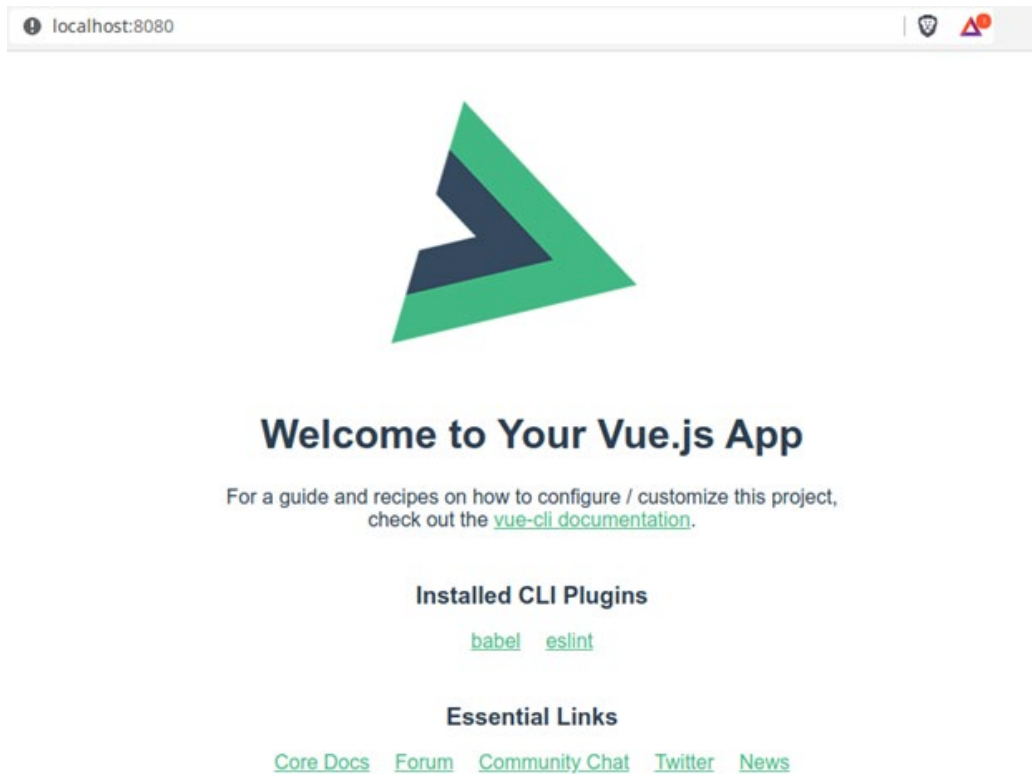 localhost:8080
Welcome to Your Vue.js App
For a guide and recipes on how to configure / customize this project,
check out the vue-cli documentation.
Installed CLI Plugins
babel eslint
Essential Links
Core Docs Forum Community Chat Twitter News